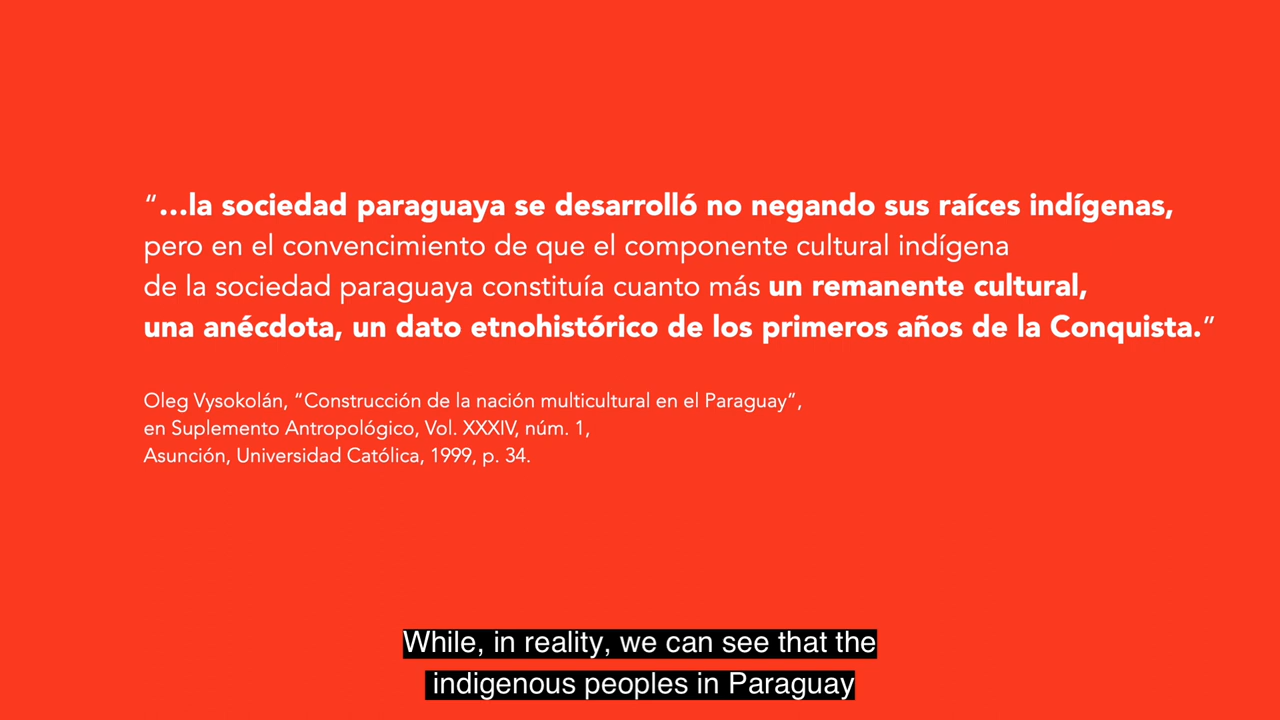 “...la sociedad paraguaya se desarrolló no negando sus raíces indígenas,
pero en el convencimiento de que el componente cultural indígena
de la sociedad paraguaya constituía cuanto más un remanente cultural,
una anécdota, un dato etnohistórico de los primeros años de la Conquista.”
Oleg Vysokolán, “Construcción de la nación multicultural en el Paraguay“,
en Suplemento Antropológico, Vol. XXXIV, núm. 1,
Asunción, Universidad Católica, 1999, p. 34.
While, in reality, we can see that the
indigenous peoples in Paraguay